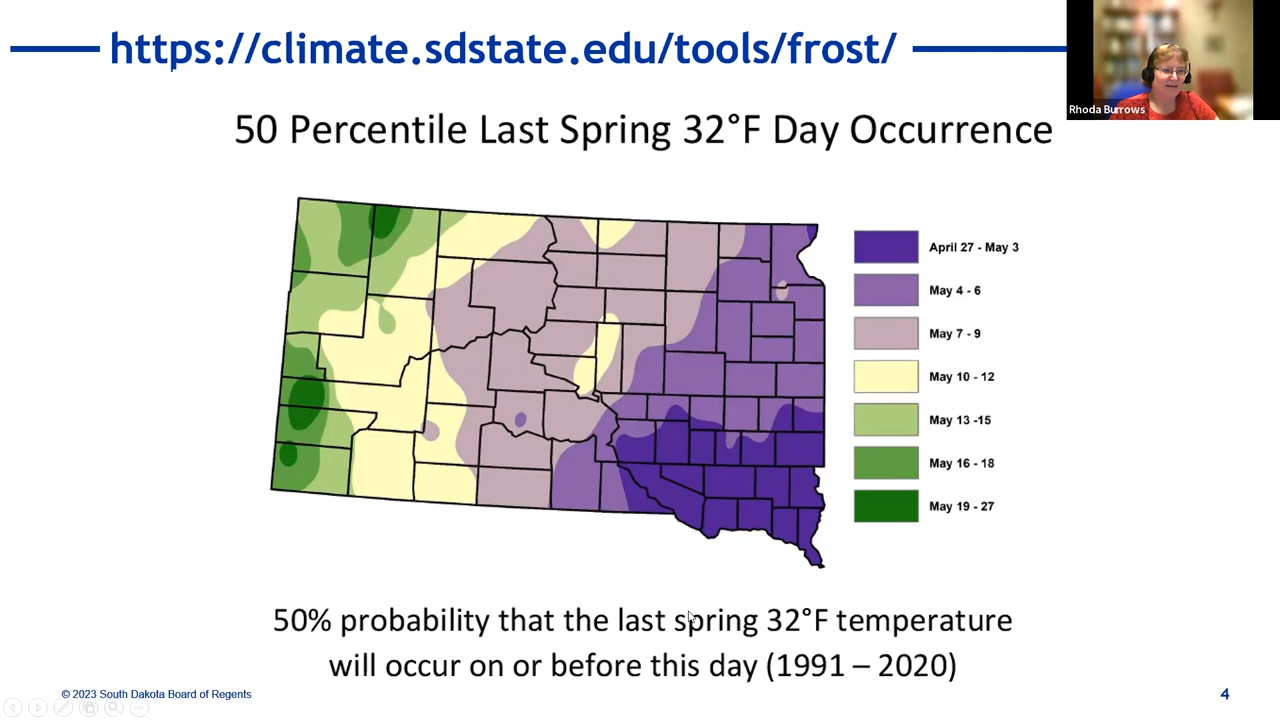 https://climate.sdstate.edu/tools/frost/
Rhoda Burrows
50 Percentile Last Spring 32°F Day Occurrence
April 27 - May 3
May 4 - 6
May 7 - 9
May 10 - 12
May 13 -15
May 16 - 18
May 19 - 27
50% probability that the last spring 32°F temperature
will occur on or before this day (1991 – 2020)
© 2023 South Dakota Board of Regents
4